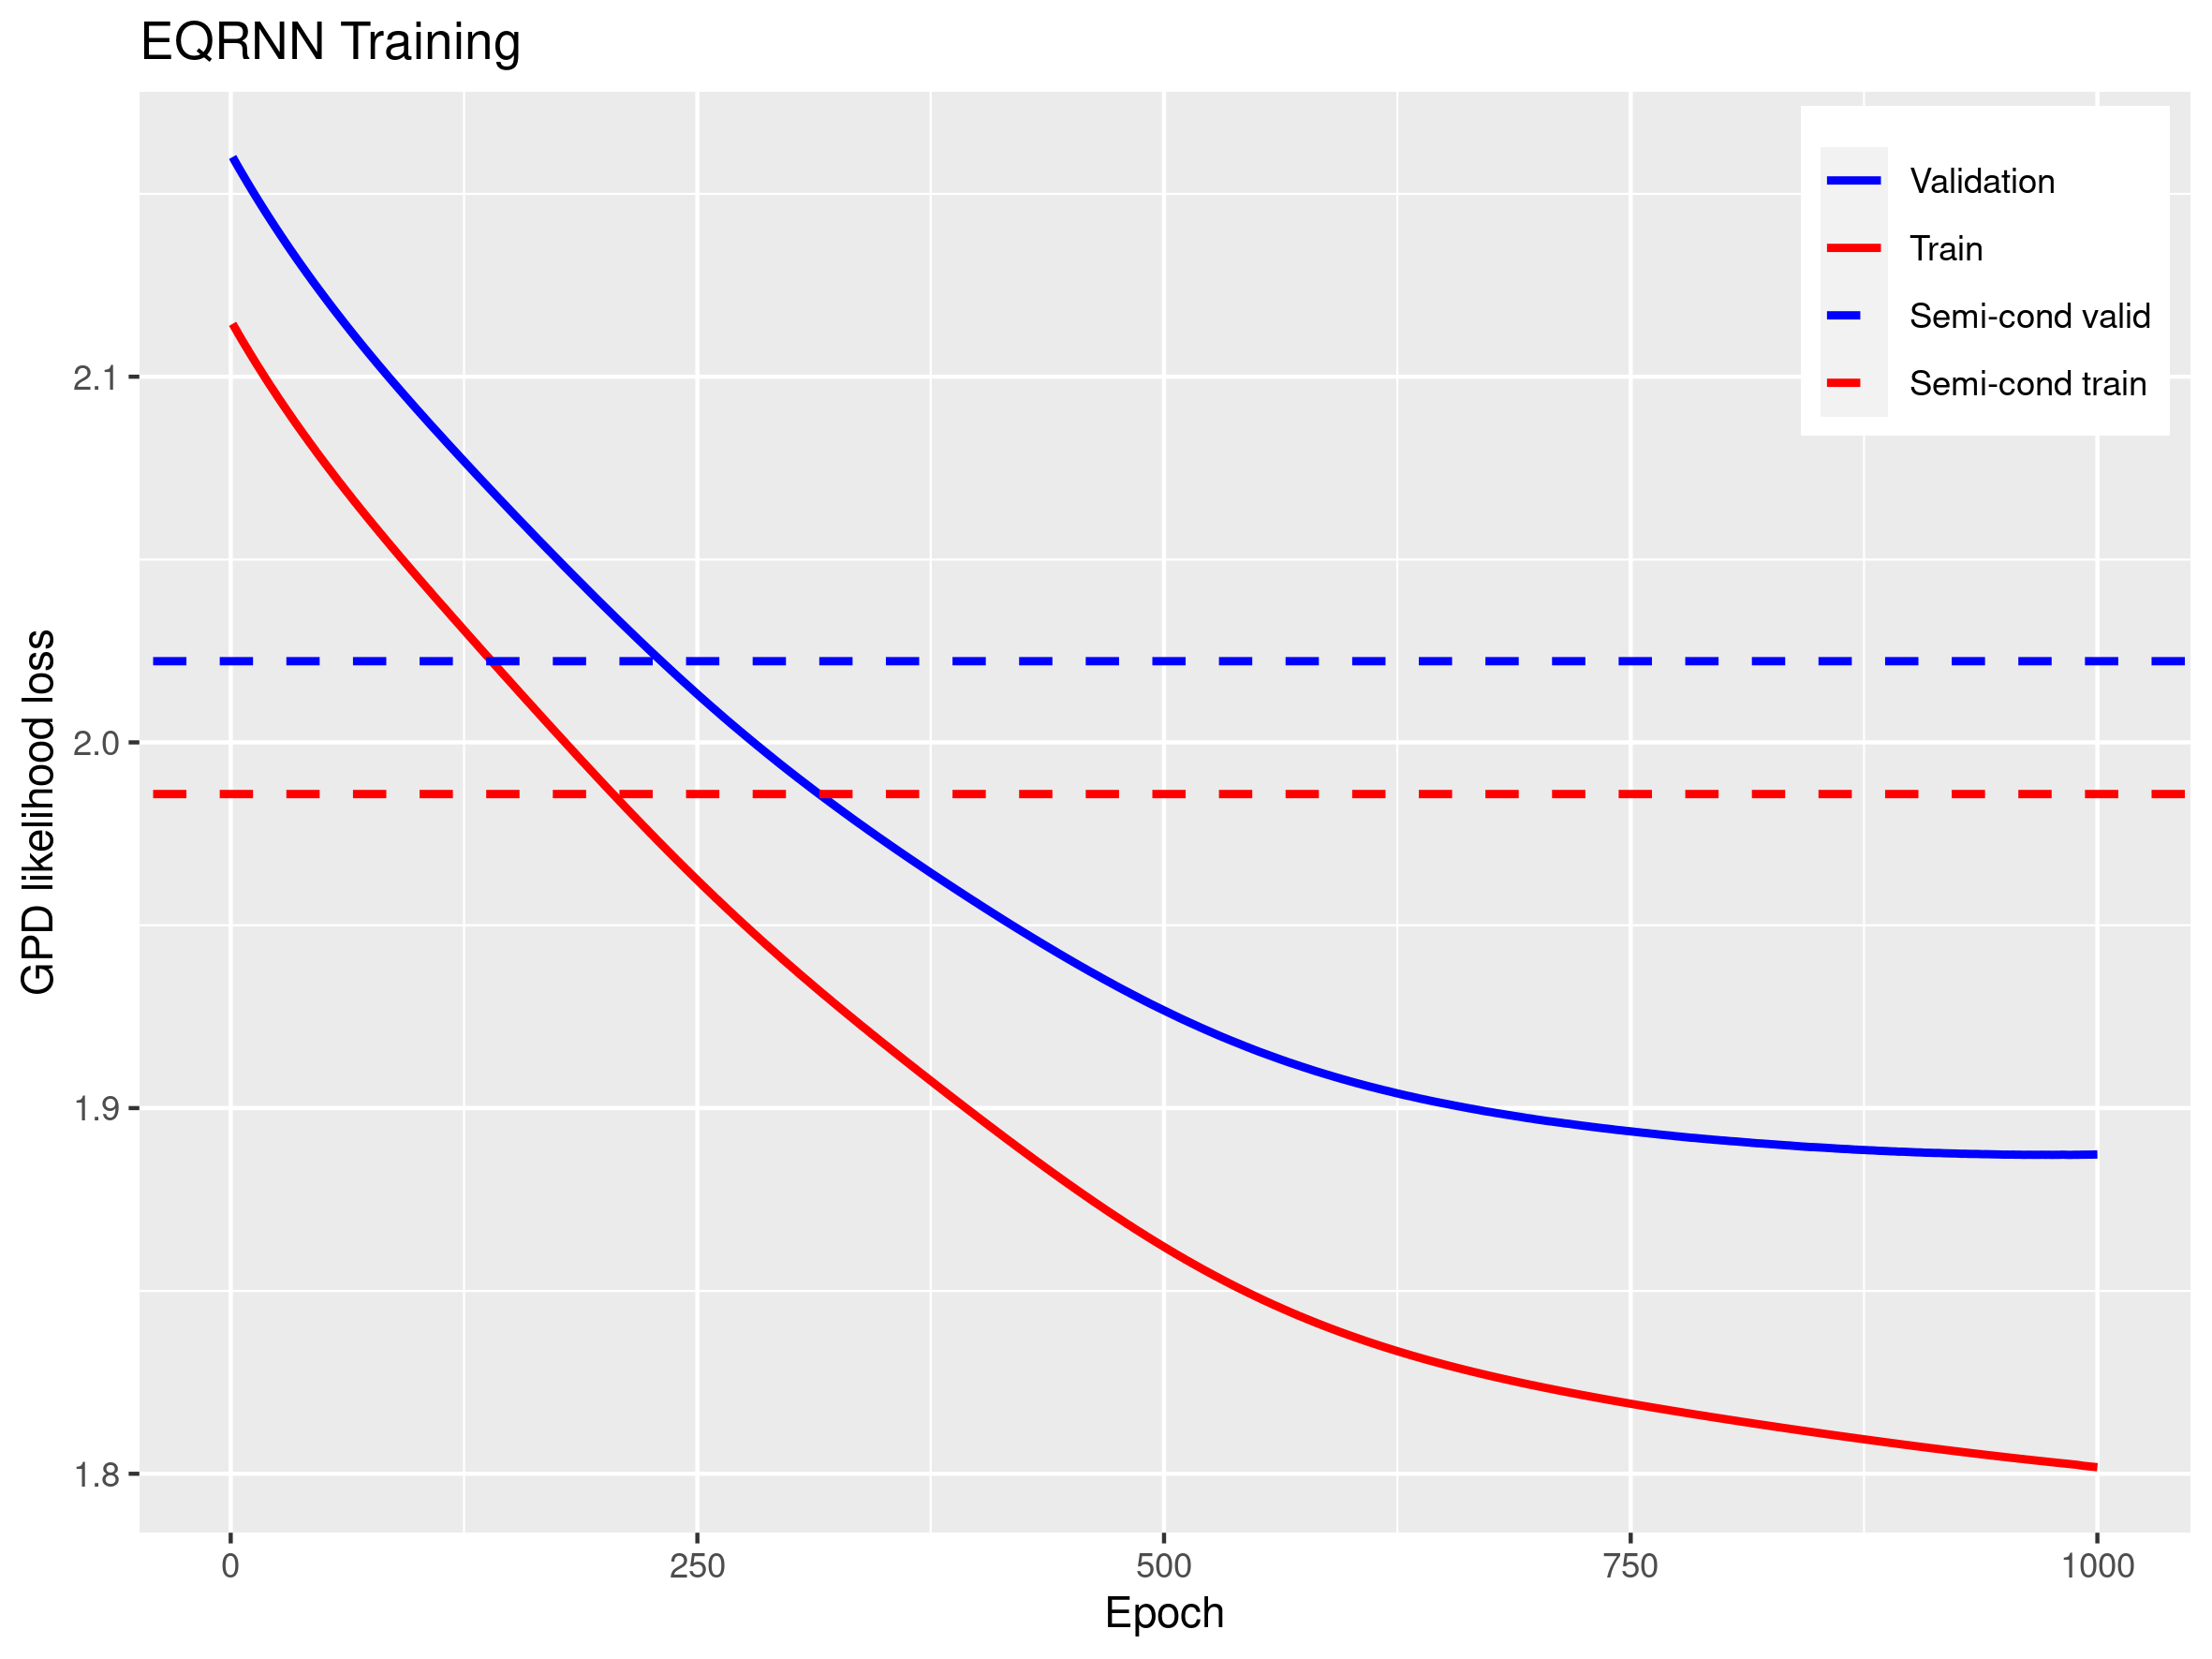 EQRNN Training
Validation
Train
Semi-cond valid
Semi-cond train
GPD likelihood loss
2.1
2.0
1.9
1.8
0 250 500 750 1000
Epoch